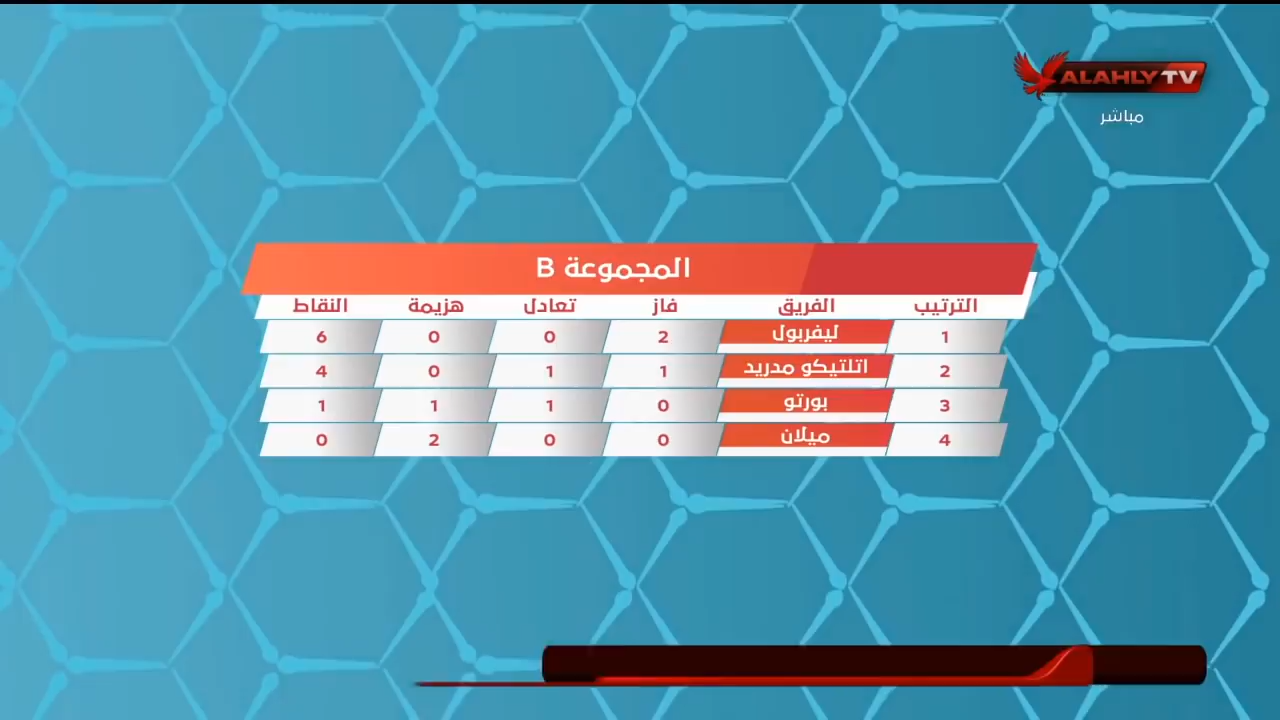 ALAHLY TV
مباشر
المجموعة B
الترتيب الفريق فاز تعادل هزيمة النقاط
1 ليفربول 2 0 0 6
2 اتلتيكو مدريد 1 1 0 4
3 بورتو 0 1 1 1
4 ميلان 0 0 2 0